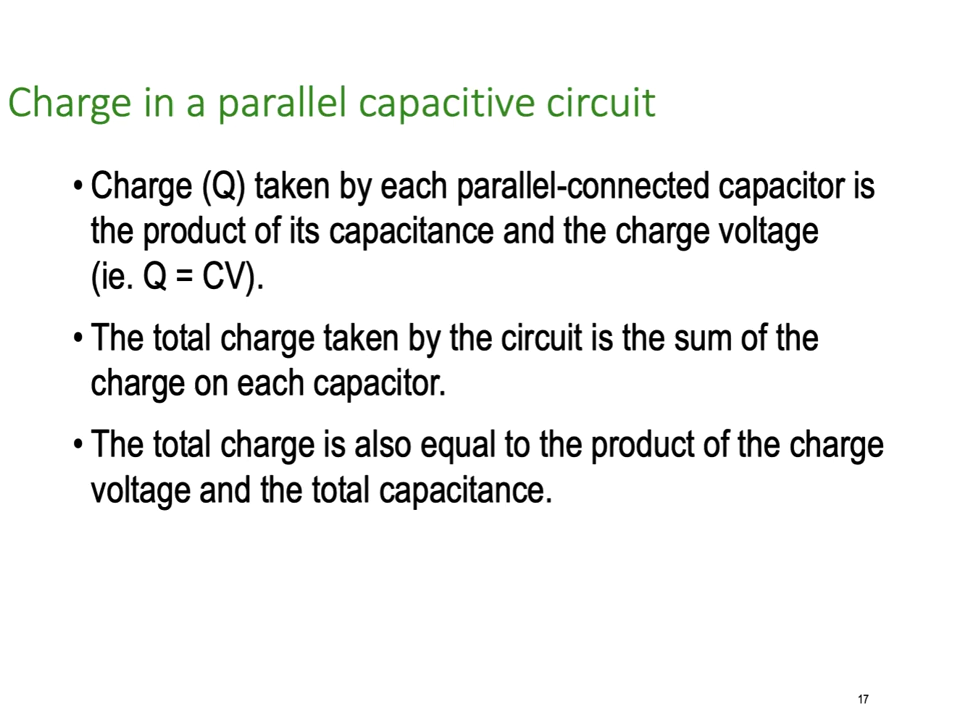 Charge in a parallel capacitive circuit
• Charge (Q) taken by each parallel-connected capacitor is
the product of its capacitance and the charge voltage
(ie. Q = CV).
• The total charge taken by the circuit is the sum of the
charge on each capacitor.
• The total charge is also equal to the product of the charge
voltage and the total capacitance.
17